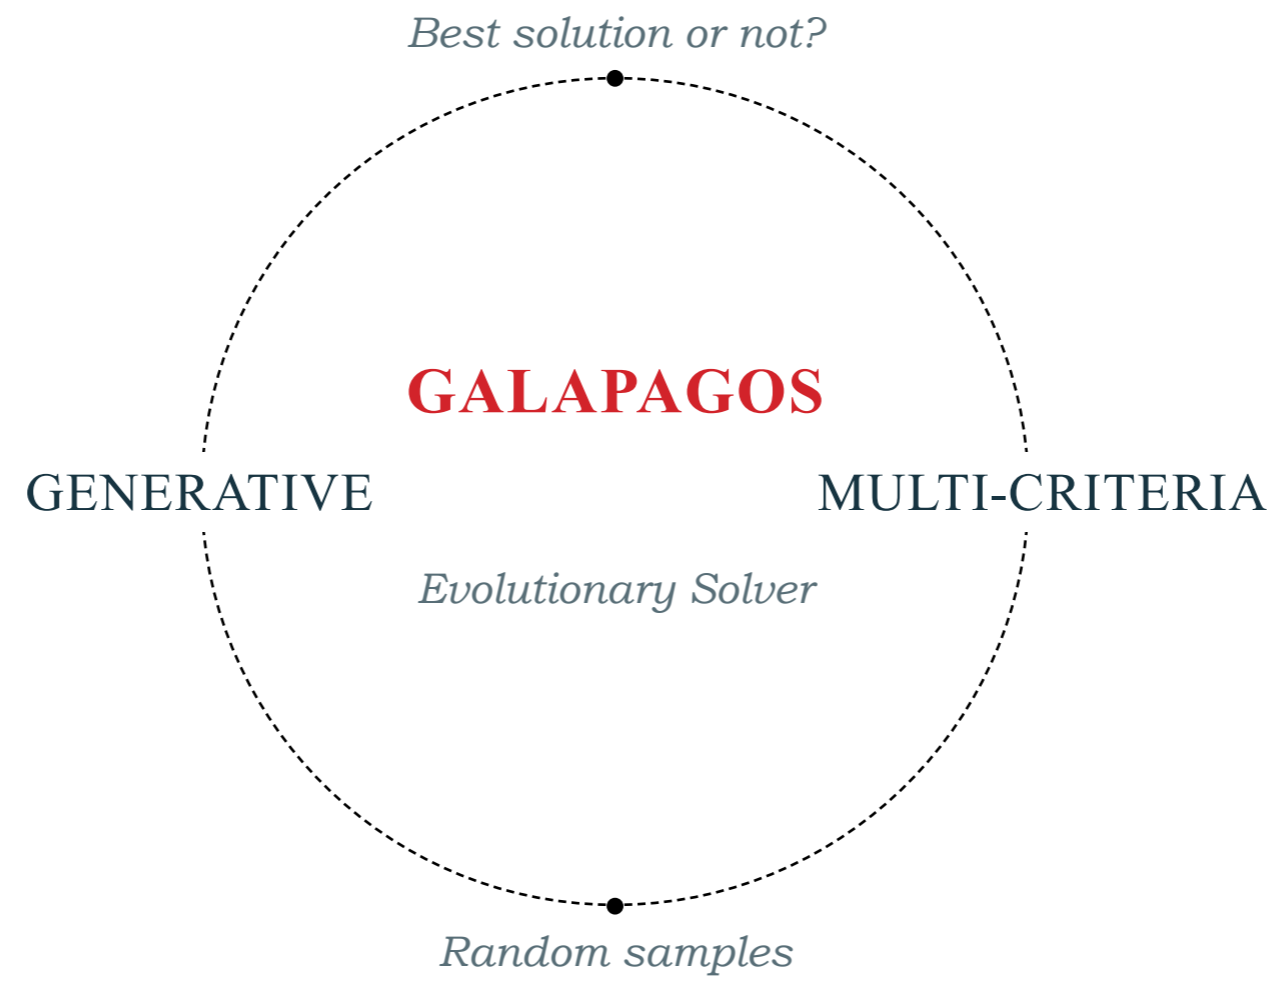 Best solution or not?
GALAPAGOS
GENERATIVE
MULTI-CRITERIA
Evolutionary Solver
Random samples